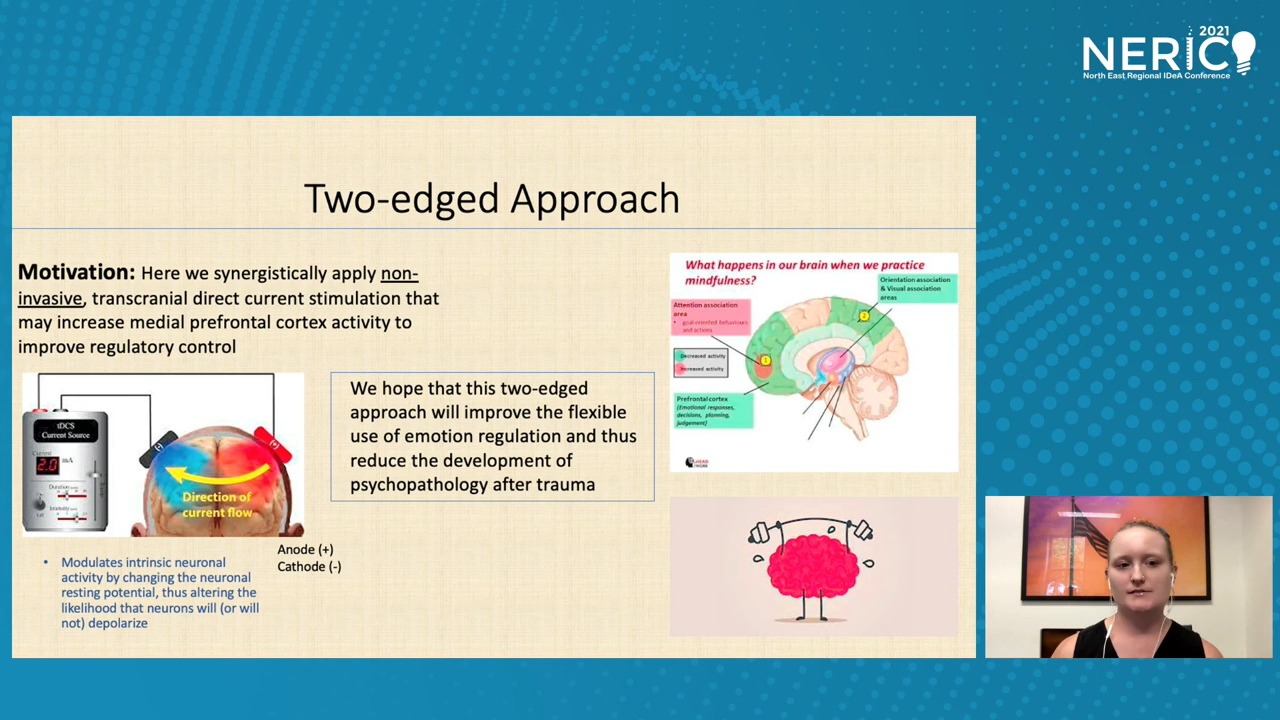 2021
NERIC
North East Regional IDeA Conference
Two-edged Approach
Motivation: Here we synergistically apply non-
invasive, transcranial direct current stimulation that
may increase medial prefrontal cortex activity to
improve regulatory control
tDCS
Current Source
Current
2.0 mA
Direction of
current flow
Anode (+)
Cathode (-)
• Modulates intrinsic neuronal
activity by changing the neuronal
resting potential, thus altering the
likelihood that neurons will (or will
not) depolarize
We hope that this two-edged
approach will improve the flexible
use of emotion regulation and thus
reduce the development of
psychopathology after trauma
What happens in our brain when we practice
mindfulness?
Orientation association
& Visual association
areas
Attention association
area
• goal-oriented behaviours
and actions
Decreased activity
Increased activity
Prefrontal cortex
(Emotional responses,
decisions, planning,
judgement)